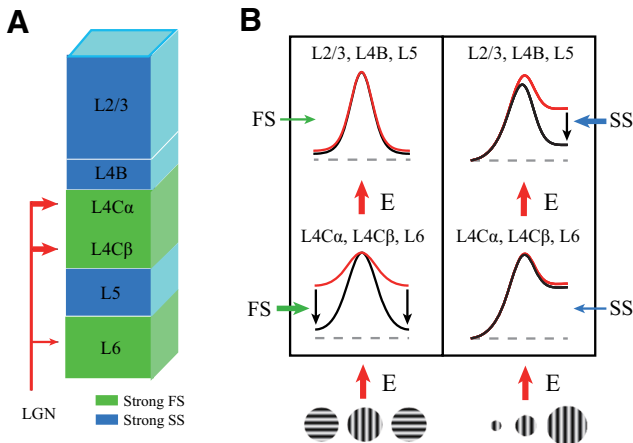 A
L2/3
L4B
L4Cα
L4Cβ
L5
L6
LGN
Strong FS
Strong SS
B
L2/3, L4B, L5
L2/3, L4B, L5
FS
SS
E
E
L4Cα, L4Cβ, L6
L4Cα, L4Cβ, L6
FS
SS
E
E